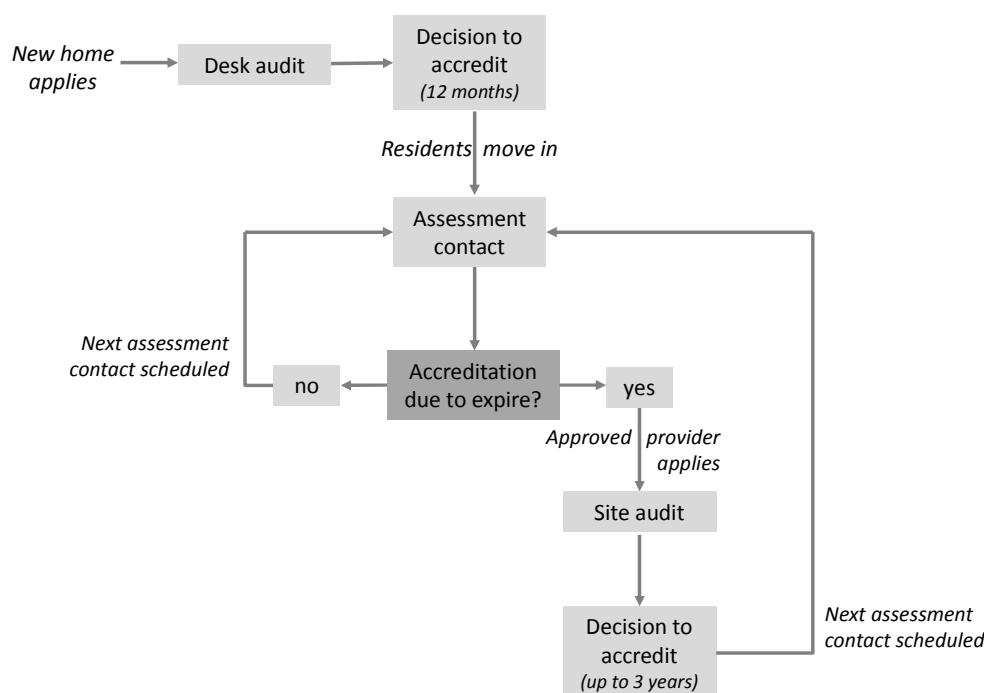 New home
applies
Desk audit
Decision to
accredit
(12 months)
Residents move in
Assessment
contact
Next assessment
contact scheduled
no
Accreditation
due to expire?
yes
Approved provider
applies
Site audit
Decision to
accredit
(up to 3 years)
Next assessment
contact scheduled